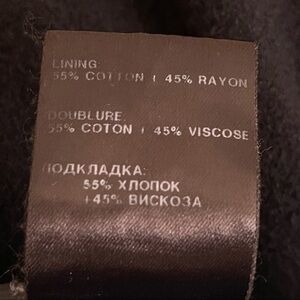 LINING:
55% COTTON + 45% RAYON
DOUBLURE:
55% COTON + 45% VISCOSE
ПОДКЛАДКА:
55% ХЛОПОК
+45% ВИСКОЗА